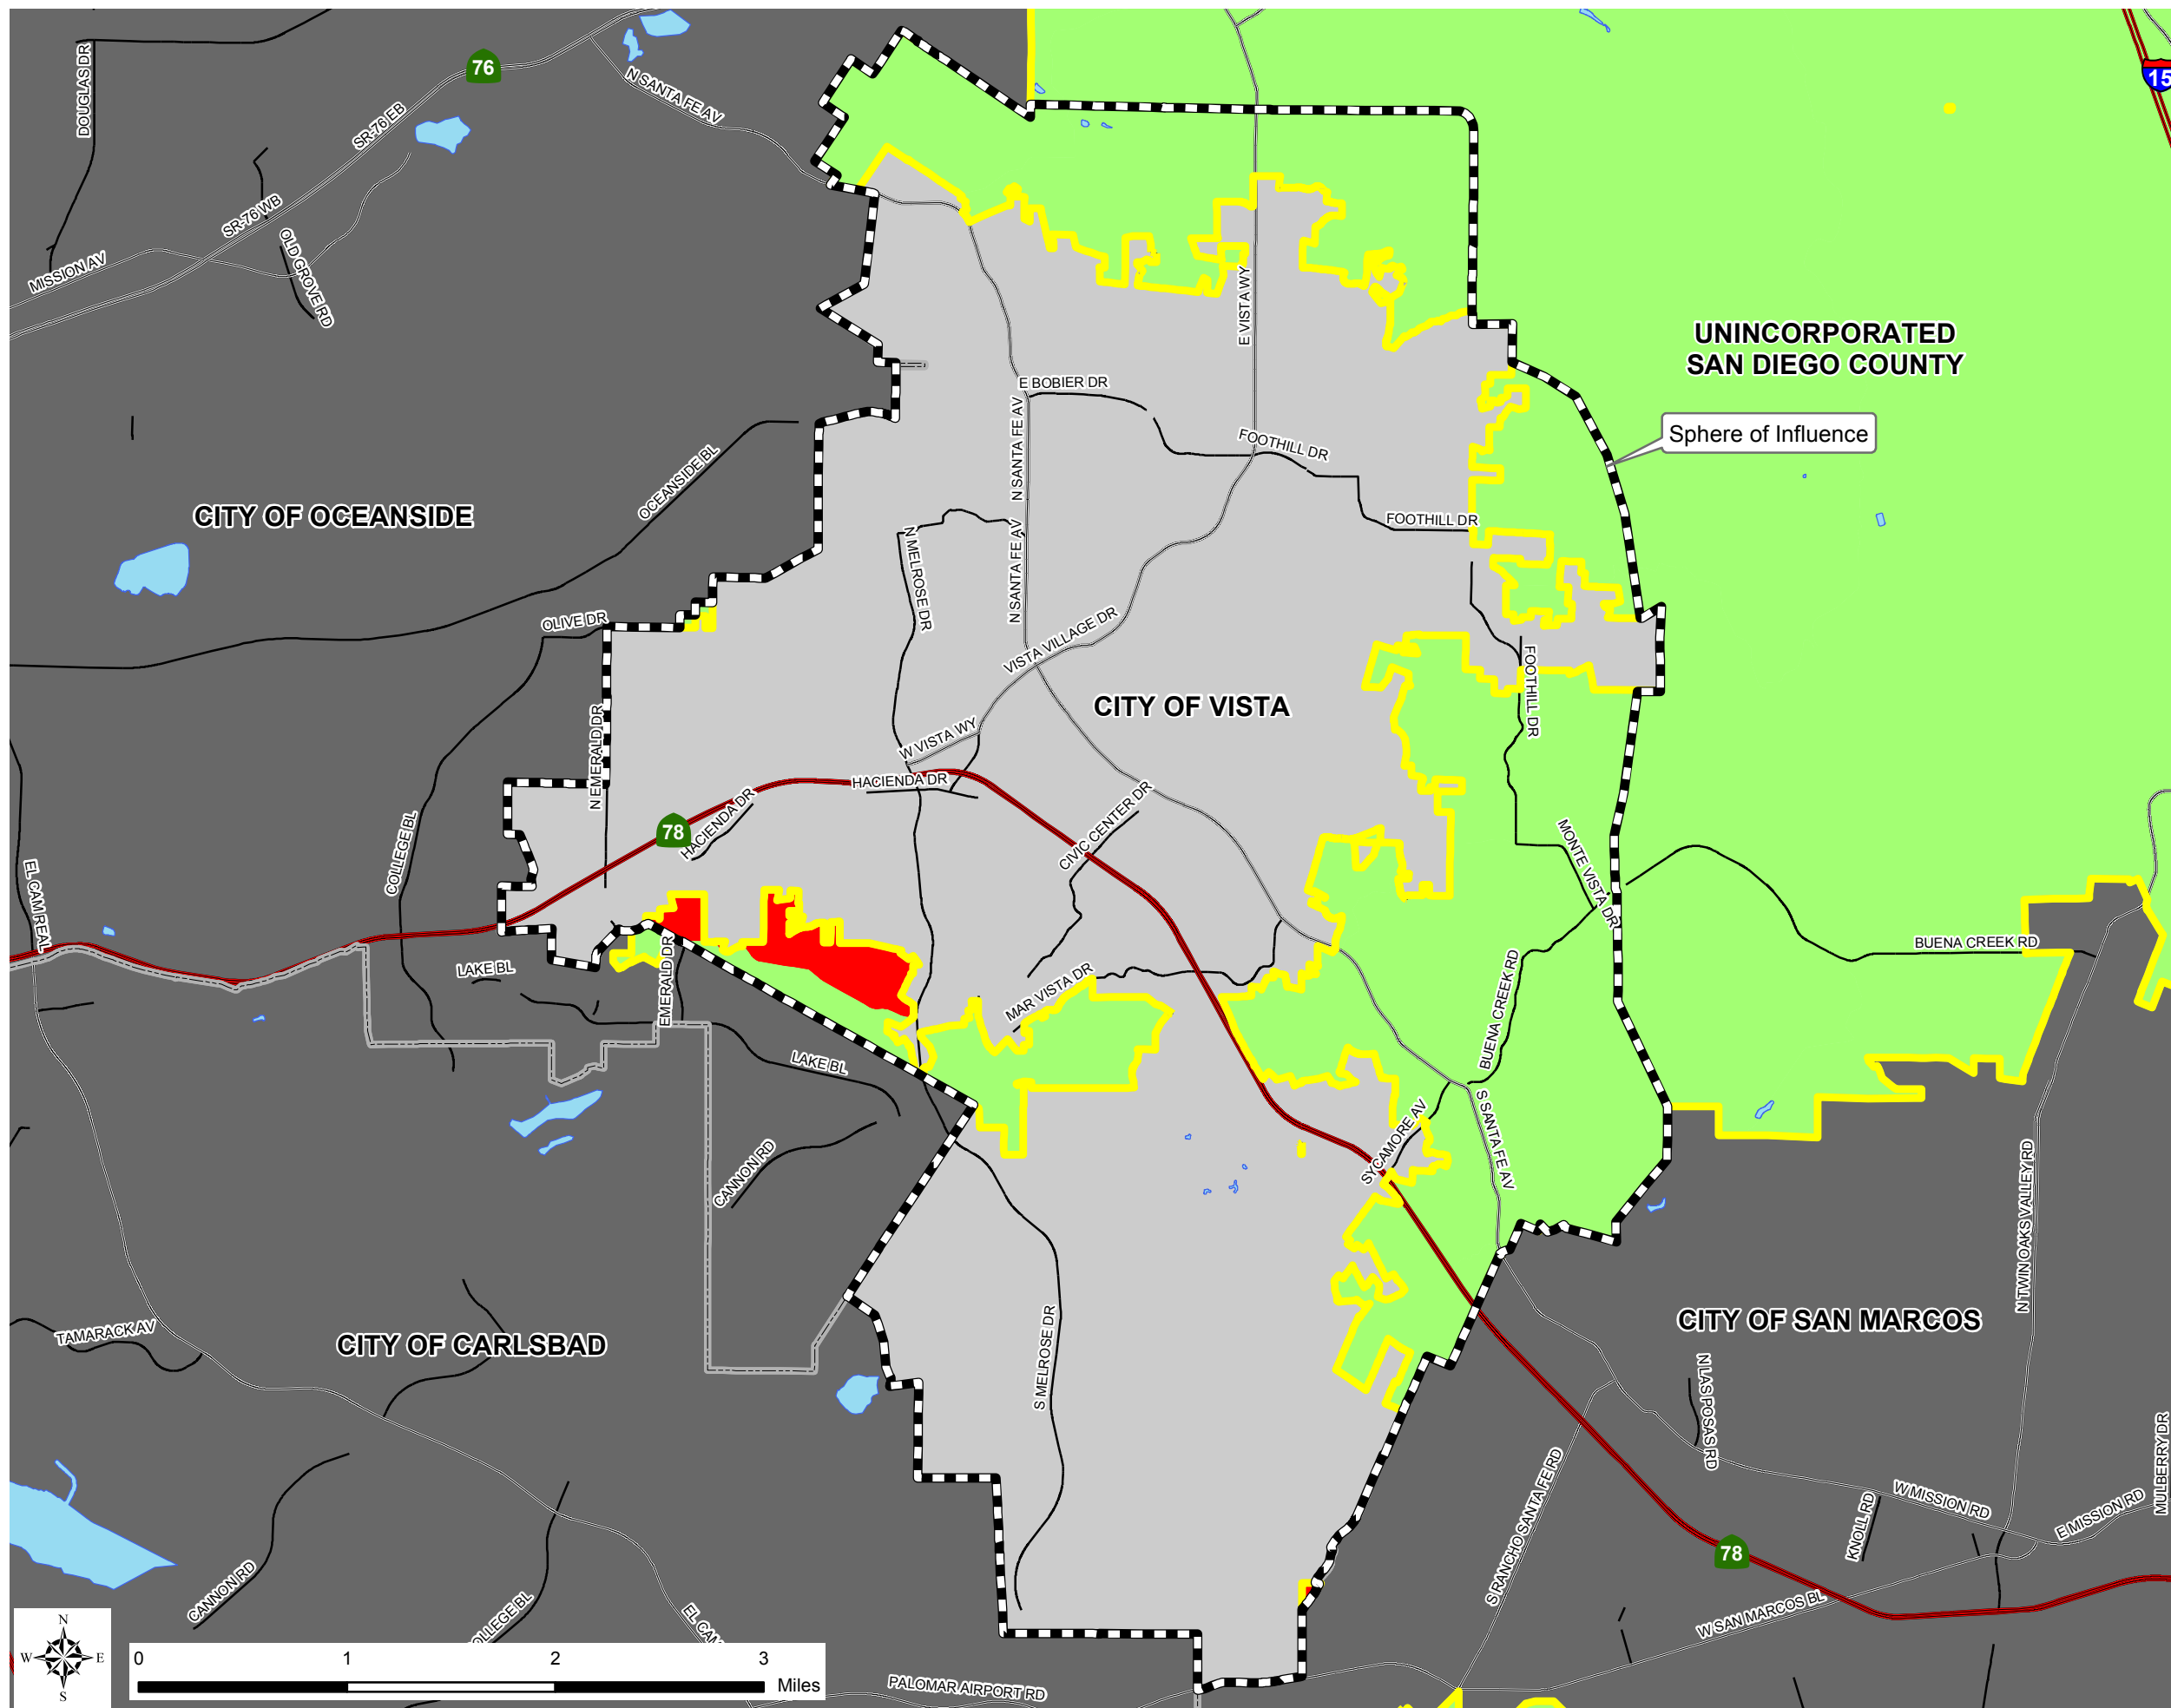 DOUGLAS DR
76
SR-76 EB
N SANTA FE AV
15
SR-76 WB
OLD GROVE RD
MISSION AV
E VISTA WY
UNINCORPORATED
SAN DIEGO COUNTY
Sphere of Influence
E BOBIER DR
N SANTA FE AV
FOOTHILL DR
OCEANSIDE BL
CITY OF OCEANSIDE
FOOTHILL DR
N MELROSE DR
N SANTA FE AV
OLIVE DR
VISTA VILLAGE DR
FOOTHILL DR
CITY OF VISTA
N EMERALD DR
W VISTA WY
HACIENDA DR
78
HACIENDA DR
CIVIC CENTER DR
COLLEGE BL
MONTE VISTA DR
EL CAM REAL
BUENA CREEK RD
LAKE BL
EMERALD DR
MAR VISTA DR
BUENA CREEK RD
LAKE BL
SYCAMORE AV
S SANTA FE AV
CANNON RD
N TWIN OAKS VALLEY RD
TAMARACK AV
CITY OF CARLSBAD
S MELROSE DR
CITY OF SAN MARCOS
N LAS POSAS RD
S RANCHO SANTA FE RD
W MISSION RD
MULBERRY DR
E MISSION RD
KNOLL RD
78
CANNON RD
W SAN MARCOS BL
OLLEGE BL
EL CAM
PALOMAR AIRPORT RD
N
W E
S
0 1 2 3
Miles